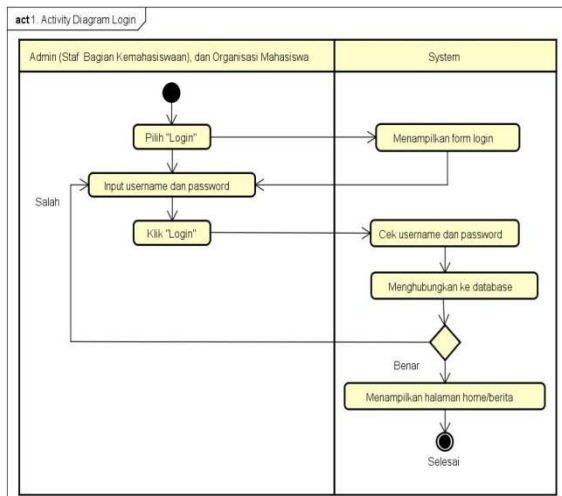 act 1. Activity Diagram Login
Admin (Staf Bagian Kemahasiswaan), dan Organisasi Mahasiswa
System
Pilih "Login"
Menampilkan form login
Input username dan password
Salah
Klik "Login"
Cek username dan password
Menghubungkan ke database
Benar
Menampilkan halaman home/berita
Selesai